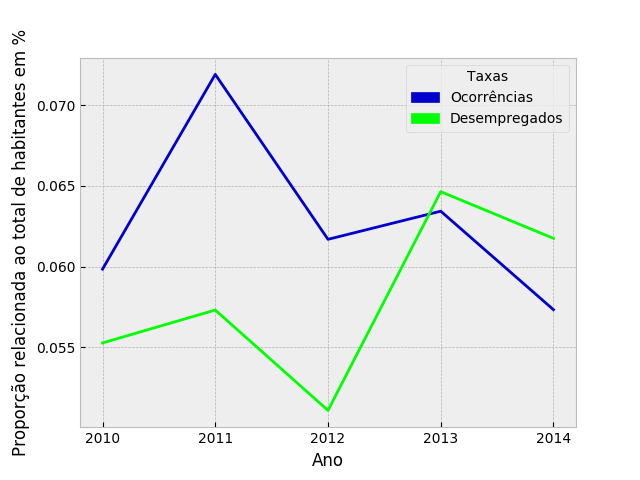 Proporção relacionada ao total de habitantes em %
Taxas
Ocorrências
Desempregados
0.070
0.065
0.060
0.055
2010 2011 2012 2013 2014
Ano